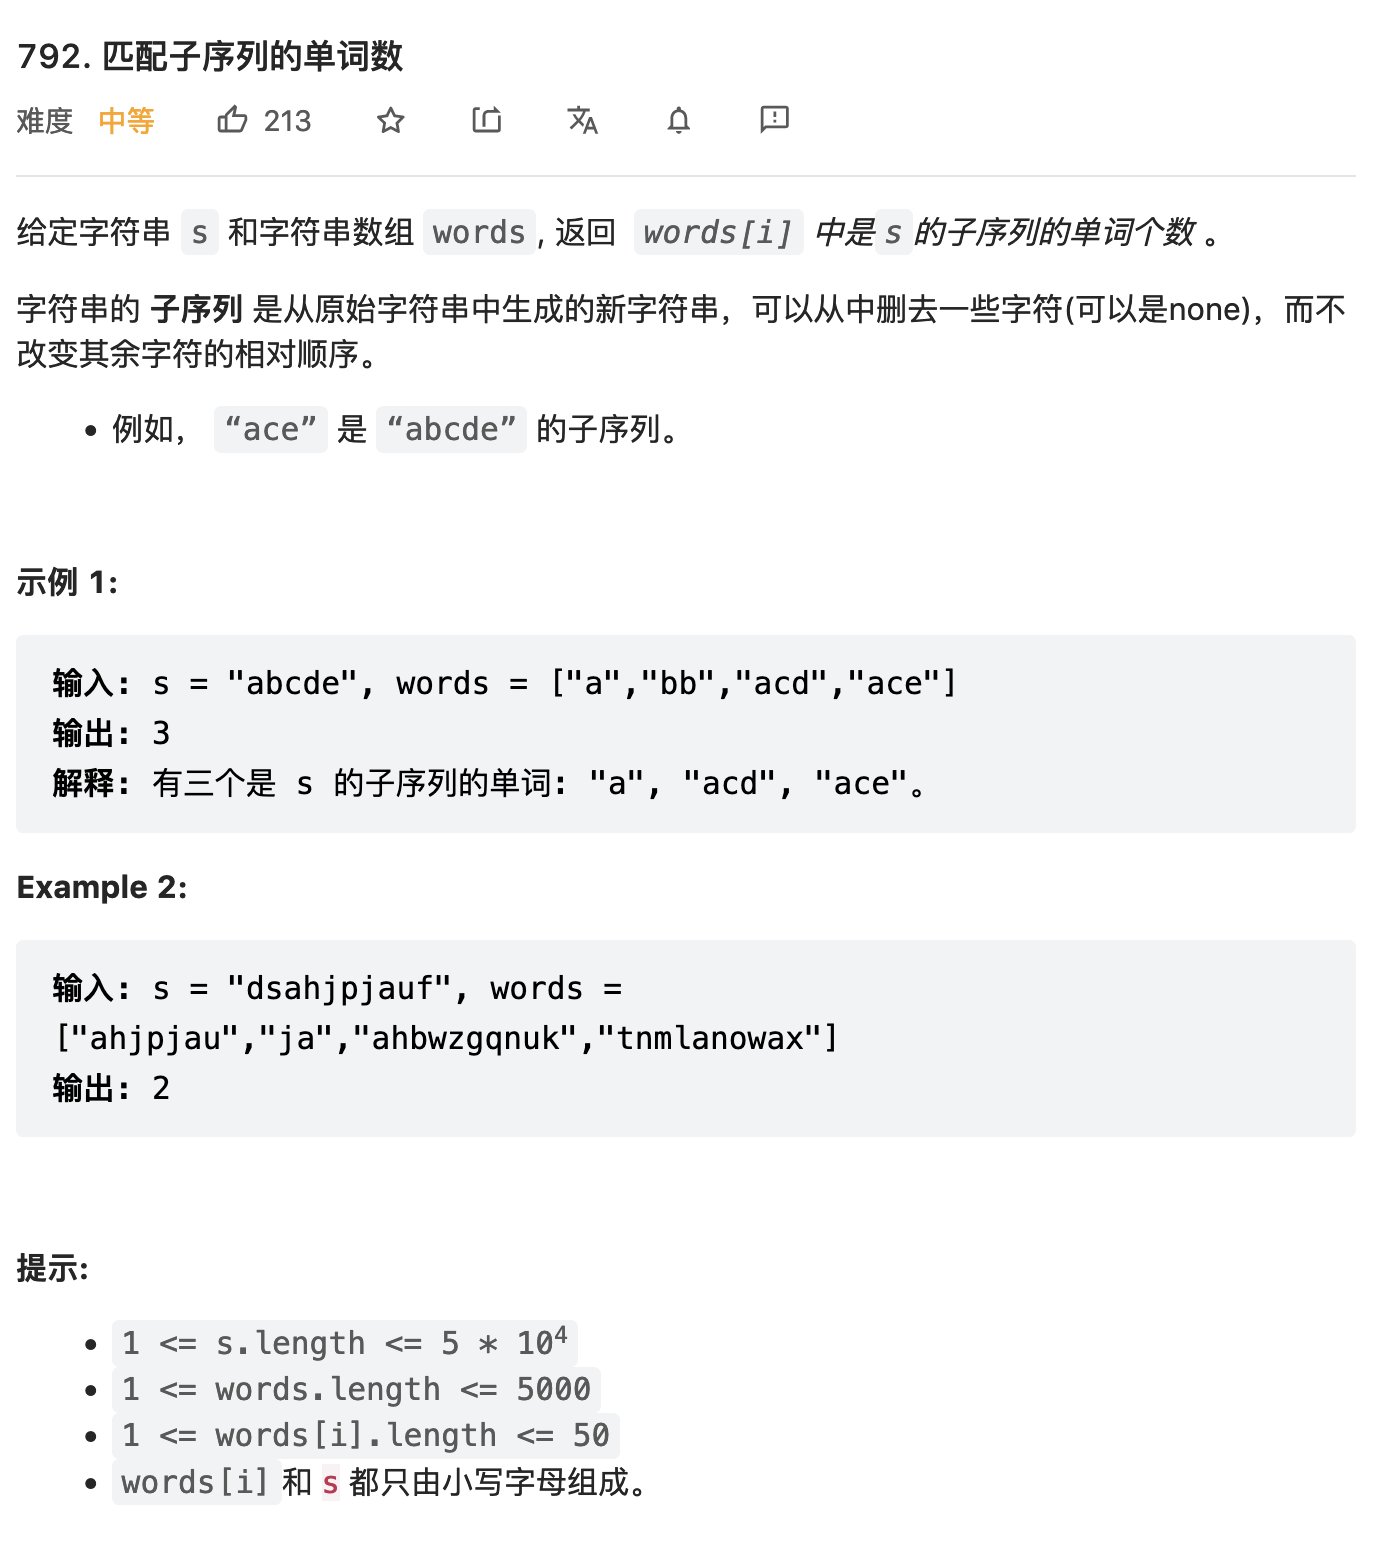 792. 匹配子序列的单词数
难度 中等 213
给定字符串 s 和字符串数组 words, 返回 words[i] 中是s的子序列的单词个数 。
字符串的 子序列 是从原始字符串中生成的新字符串，可以从中删去一些字符(可以是none)，而不
改变其余字符的相对顺序。
• 例如， “ace” 是 “abcde” 的子序列。
示例 1:
输入: s = "abcde", words = ["a","bb","acd","ace"]
输出: 3
解释: 有三个是 s 的子序列的单词: "a", "acd", "ace"。
Example 2:
输入: s = "dsahjpjauf", words =
["ahjpjau","ja","ahbwzgqnuk","tnmlanowax"]
输出: 2
提示:
• 1 <= s.length <= 5 * 10⁴
• 1 <= words.length <= 5000
• 1 <= words[i].length <= 50
• words[i]和 s 都只由小写字母组成。